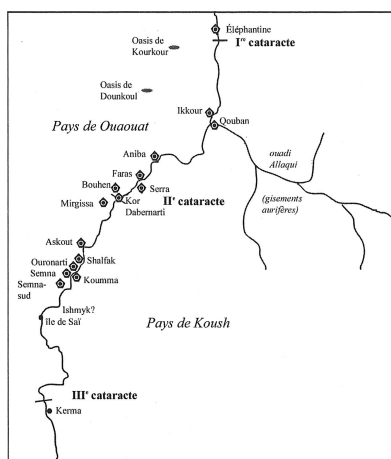 Éléphantine
Oasis de
Kourkour
Iʳᵉ cataracte
Oasis de
Dounkoul
Ikkour
Qouban
Pays de Ouaouat
Aniba
ouadi
Allaqui
Faras
Bouhen
Serra
Kor
IIᵉ cataracte
(gisements
aurifères)
Mirgissa
Dabernarti
Askout
Ouronarti
Shalfak
Semna
Koumma
Semna-
sud
Ishmyk?
île de Saï
Pays de Koush
IIIᵉ cataracte
Kerma